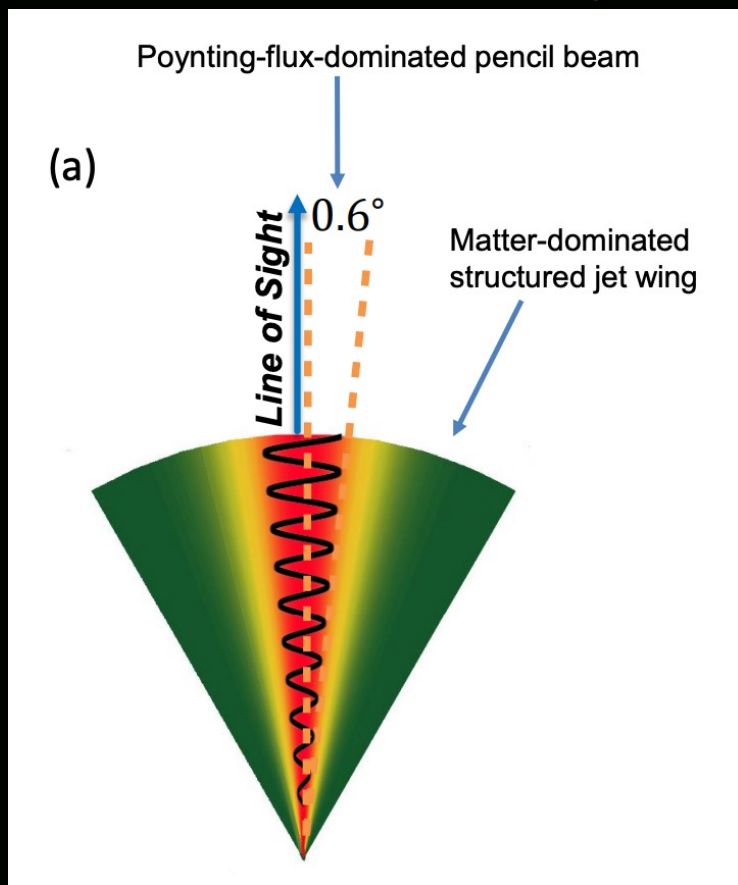 Poynting-flux-dominated pencil beam
(a)
0.6°
Line of Sight
Matter-dominated
structured jet wing